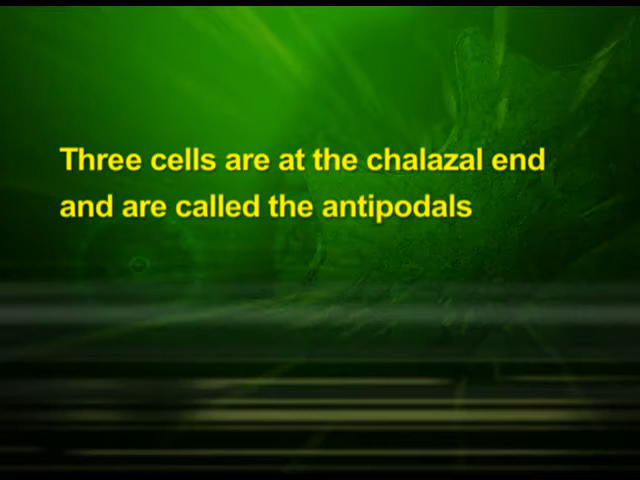 Three cells are at the chalazal end
and are called the antipodals